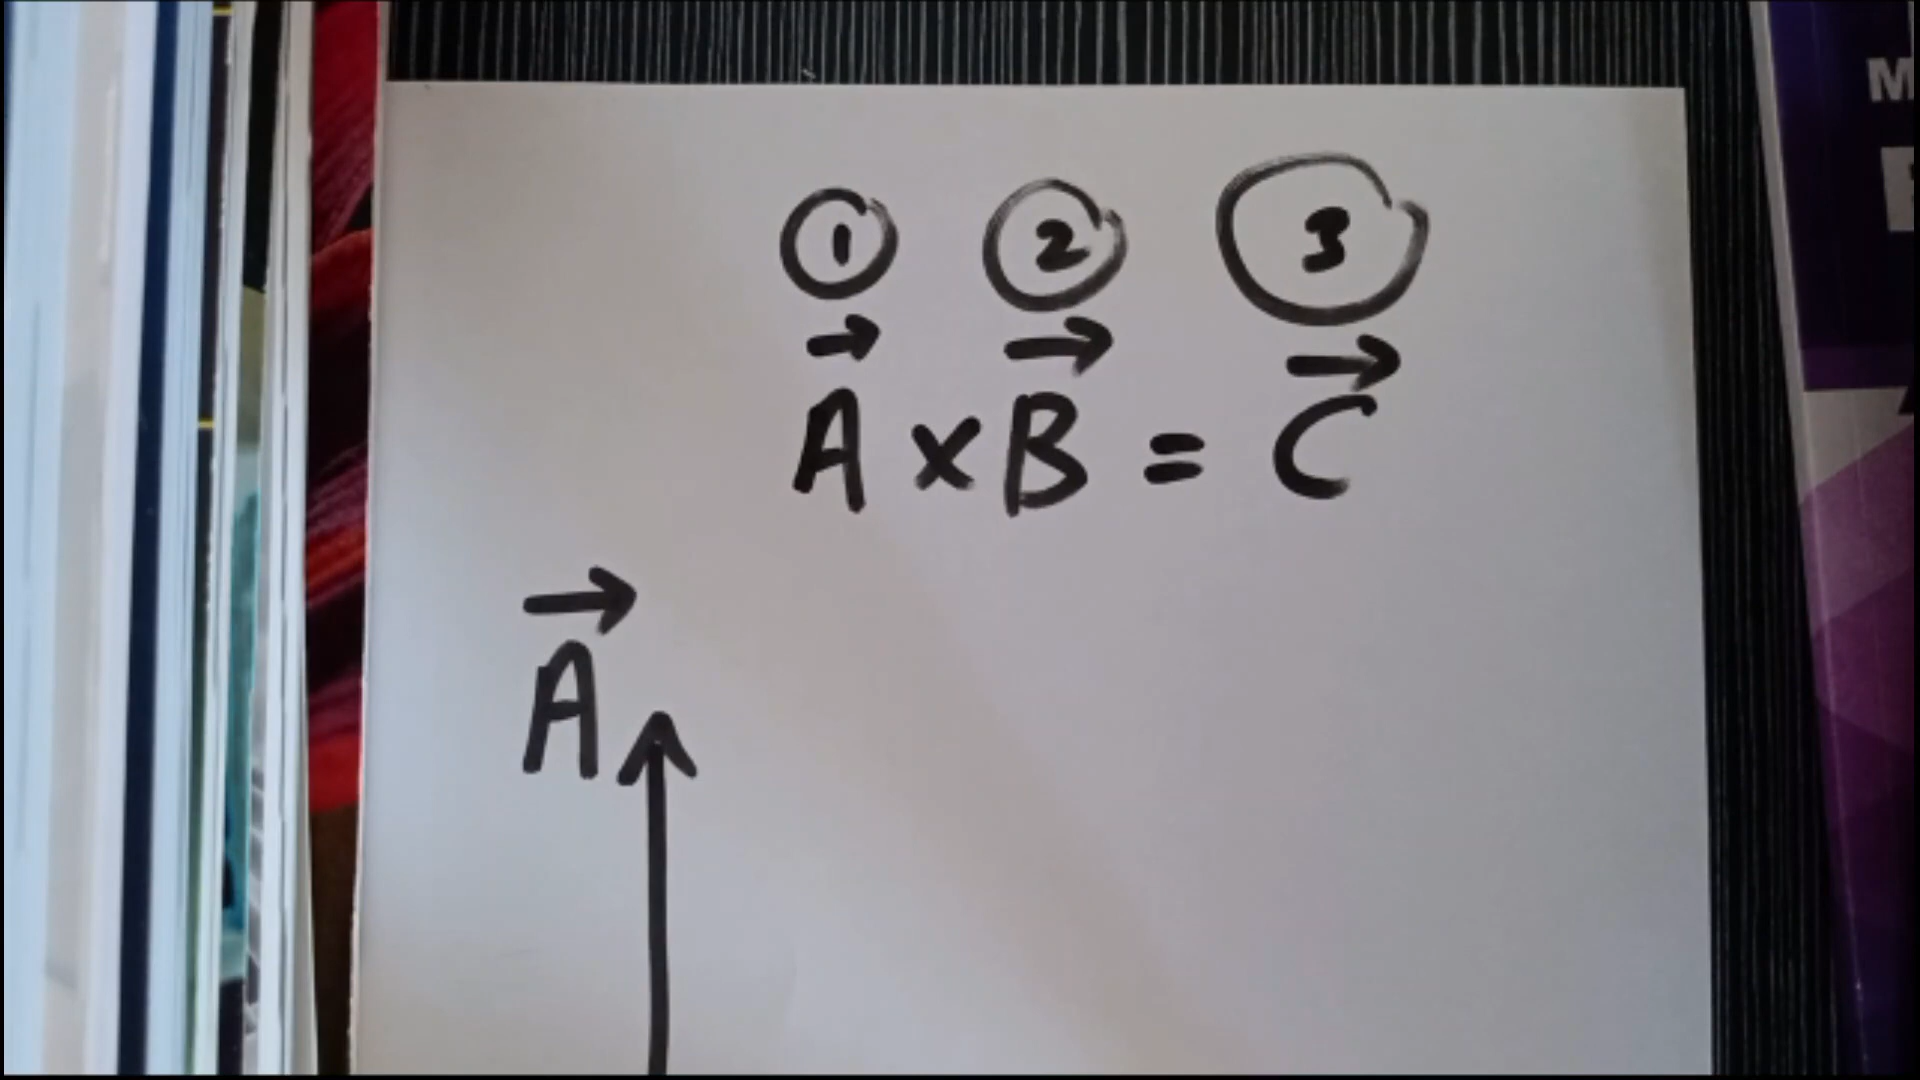 ① ② ③
A⃗ × B⃗ = C⃗
A⃗
M